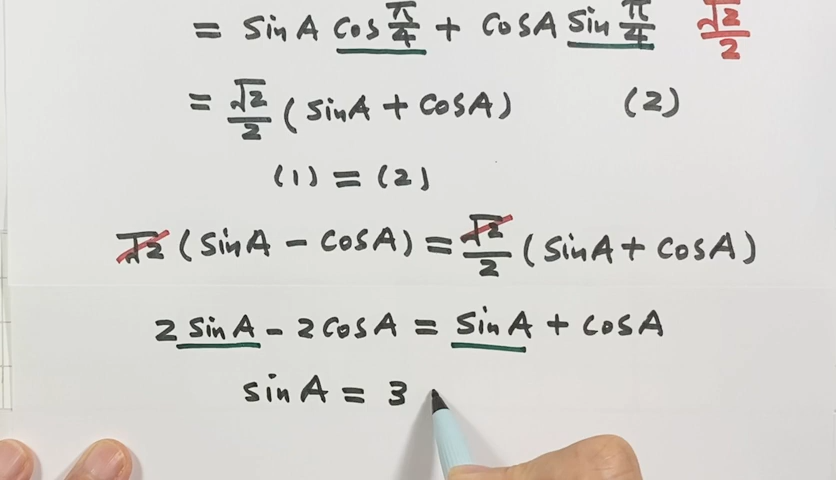 = sin A cos π/4 + cos A sin π/4 √2/2
= √2/2 (sin A + cos A) (2)
(1) = (2)
√2 (sin A − cos A) = √2/2 (sin A + cos A)
2 sin A − 2 cos A = sin A + cos A
sin A = 3